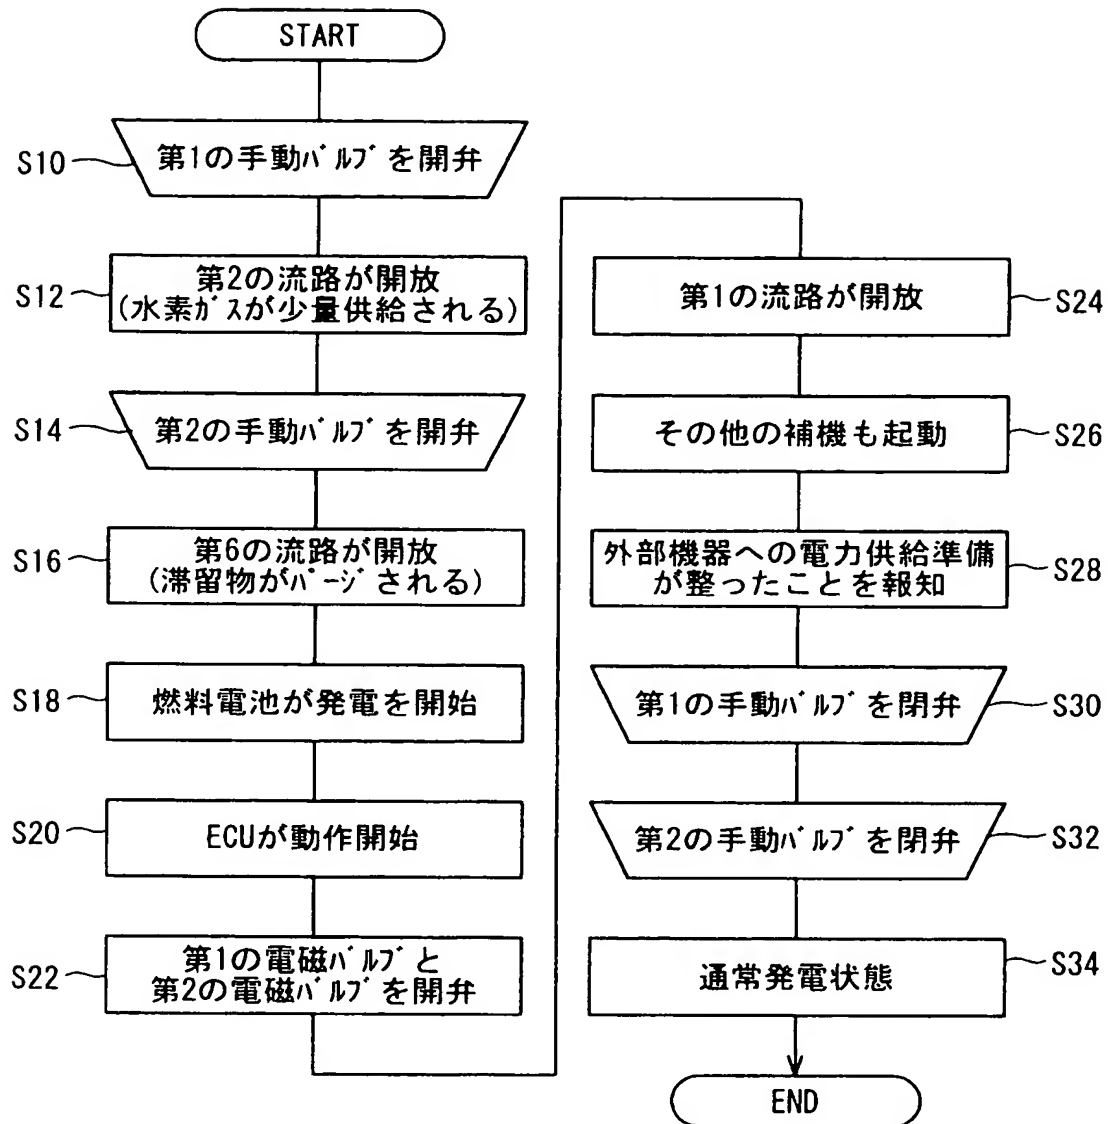 START
S10
第1の手動ﾊﾞﾙﾌﾞを開弁
S12
第2の流路が開放
(水素ｶﾞｽが少量供給される)
S14
第2の手動ﾊﾞﾙﾌﾞを開弁
S16
第6の流路が開放
(滞留物がﾊﾟｰｼﾞされる)
S18
燃料電池が発電を開始
S20
ECUが動作開始
S22
第1の電磁ﾊﾞﾙﾌﾞと
第2の電磁ﾊﾞﾙﾌﾞを開弁
第1の流路が開放
S24
その他の補機も起動
S26
外部機器への電力供給準備
が整ったことを報知
S28
第1の手動ﾊﾞﾙﾌﾞを閉弁
S30
第2の手動ﾊﾞﾙﾌﾞを閉弁
S32
通常発電状態
S34
END